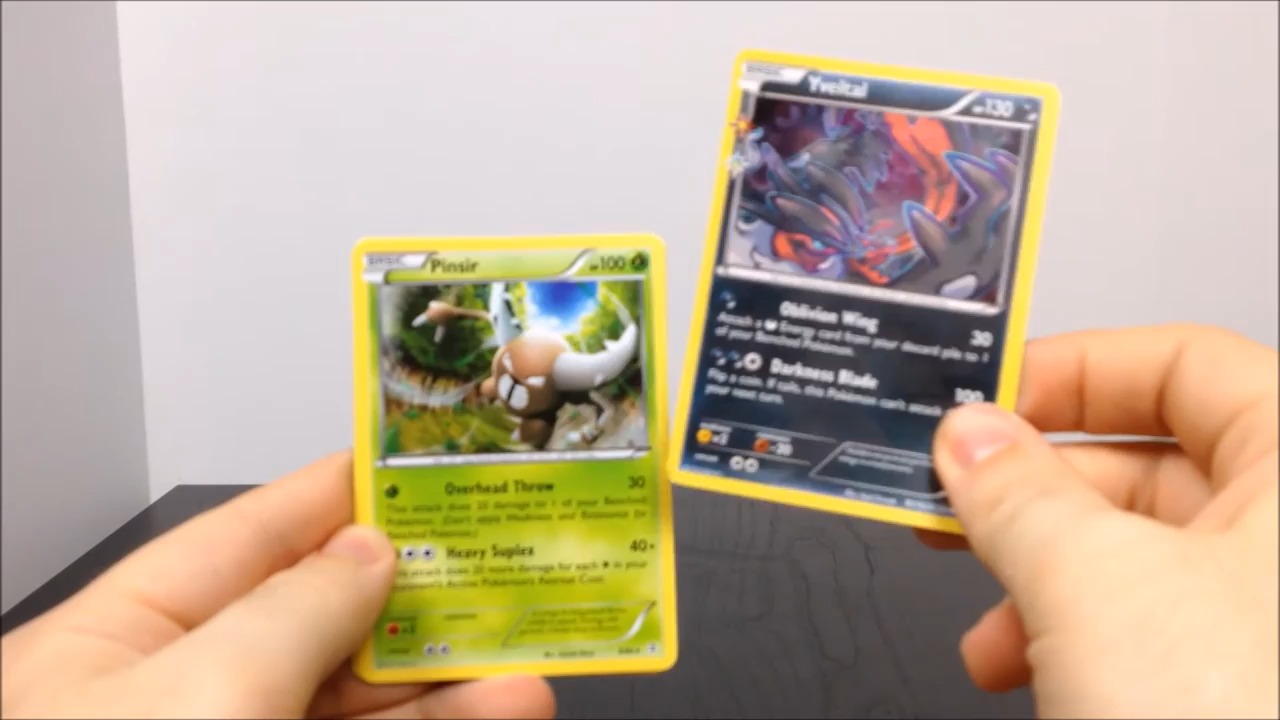 BASIC Pinsir HP100
Overhead Throw 30
This attack does 20 damage to 1 of your Benched
Pokémon. (Don't apply Weakness and Resistance for
Benched Pokémon.)
Heavy Suplex 40+
attack does 20 more damage for each in your
opponent's Active Pokémon's Retreat Cost.
×2
BASIC Yveltal HP130
Oblivion Wing 30
Attach a Energy card from your discard pile to 1
of your Benched Pokémon.
Darkness Blade 100
Flip a coin. If tails, this Pokémon can't attack
your next turn.
×2 -20